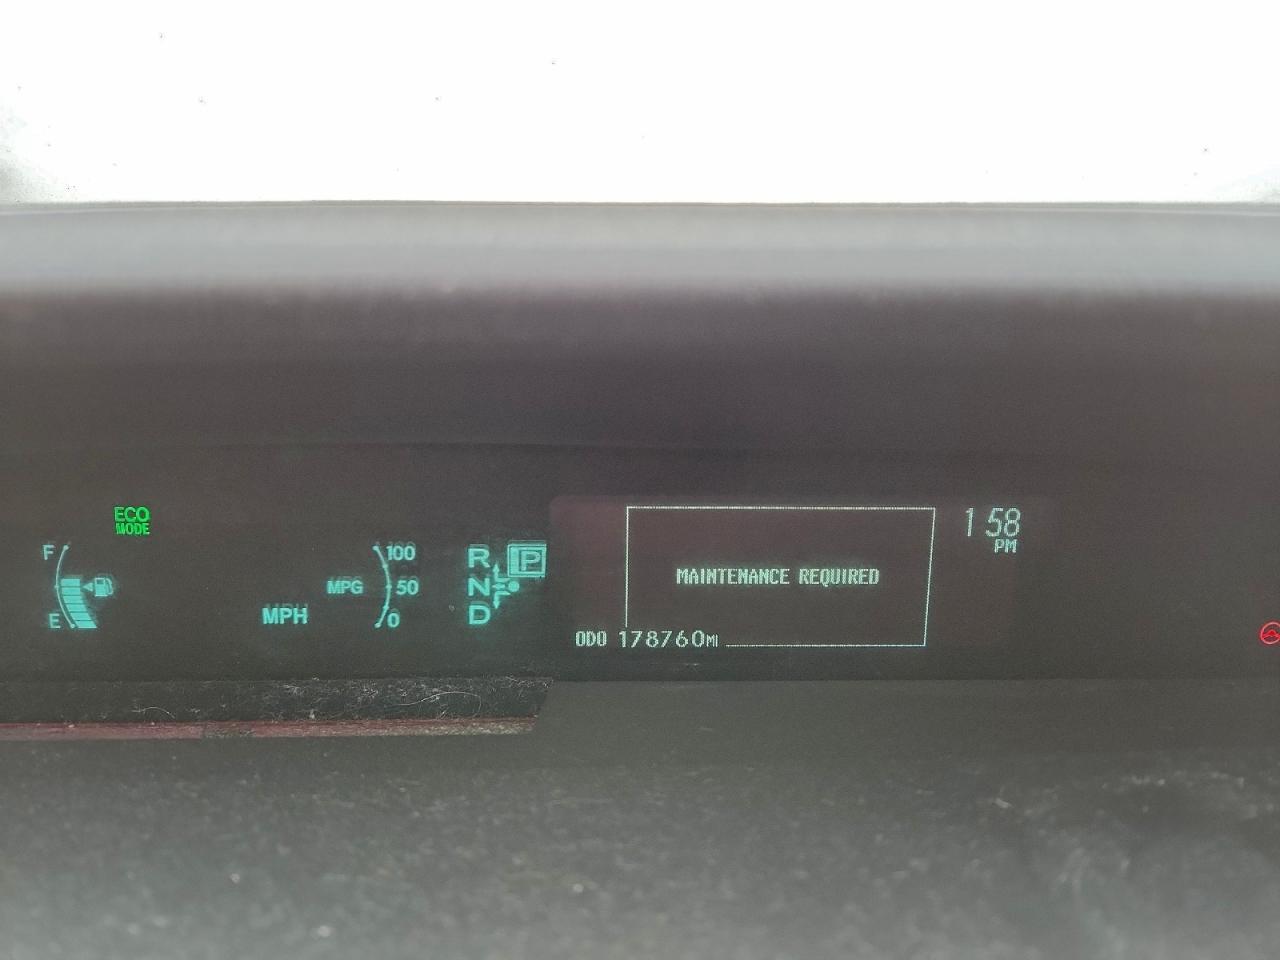 ECO
MODE
F
E
MPH
MPG
100
50
0
R
N
D
P
MAINTENANCE REQUIRED
ODO 178760MI
1 58
PM